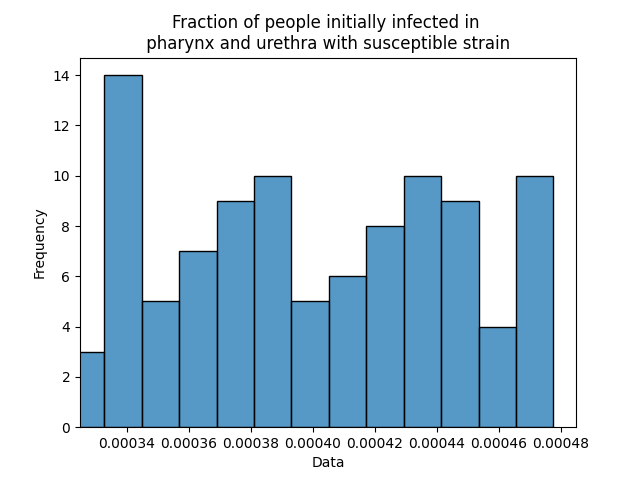 Fraction of people initially infected in
pharynx and urethra with susceptible strain
14
12
10
8
6
4
2
0
Frequency
0.00034 0.00036 0.00038 0.00040 0.00042 0.00044 0.00046 0.00048
Data